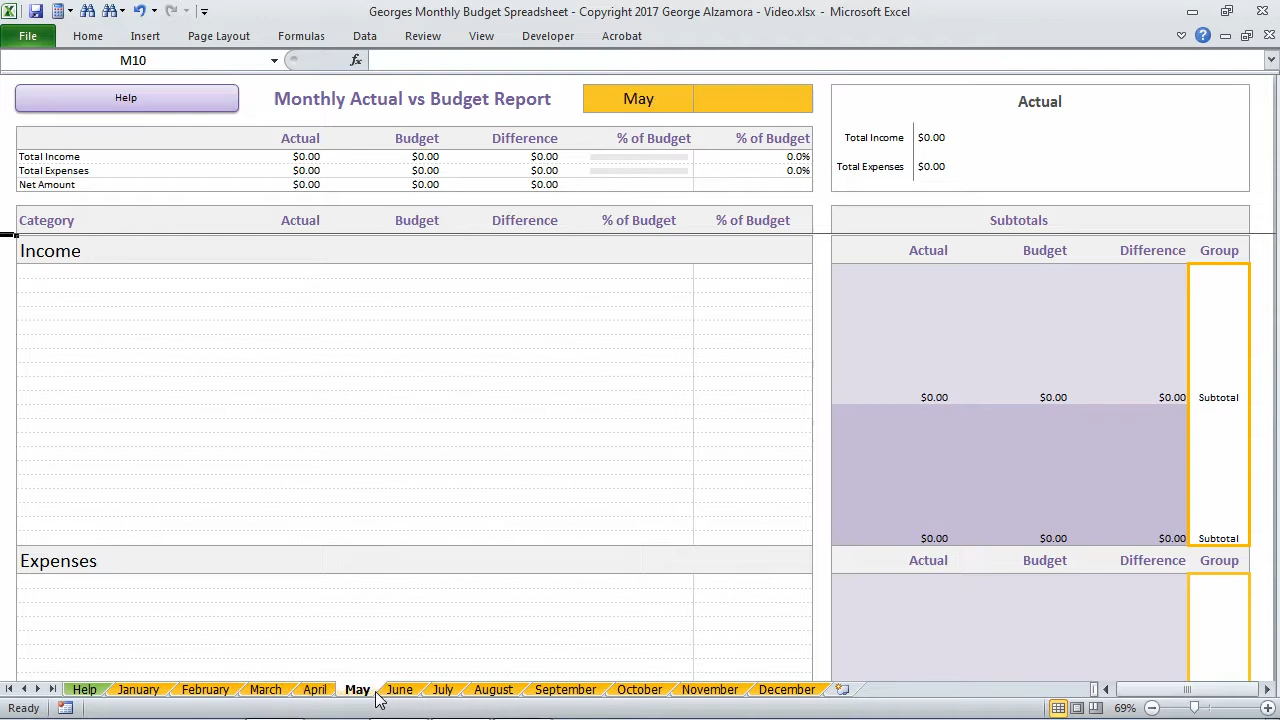 Georges Monthly Budget Spreadsheet - Copyright 2017 George Alzamara - Video.xlsx - Microsoft Excel
File Home Insert Page Layout Formulas Data Review View Developer Acrobat
M10 fx
Help Monthly Actual vs Budget Report May
Actual Budget Difference % of Budget % of Budget
Total Income $0.00 $0.00 $0.00 0.0%
Total Expenses $0.00 $0.00 $0.00 0.0%
Net Amount $0.00 $0.00 $0.00
Actual
Total Income $0.00
Total Expenses $0.00
Category Actual Budget Difference % of Budget % of Budget
Subtotals
Income
Actual Budget Difference Group
$0.00 $0.00 $0.00 Subtotal
$0.00 $0.00 $0.00 Subtotal
Expenses
Actual Budget Difference Group
Help January February March April May June July August September October November December
Ready 69%